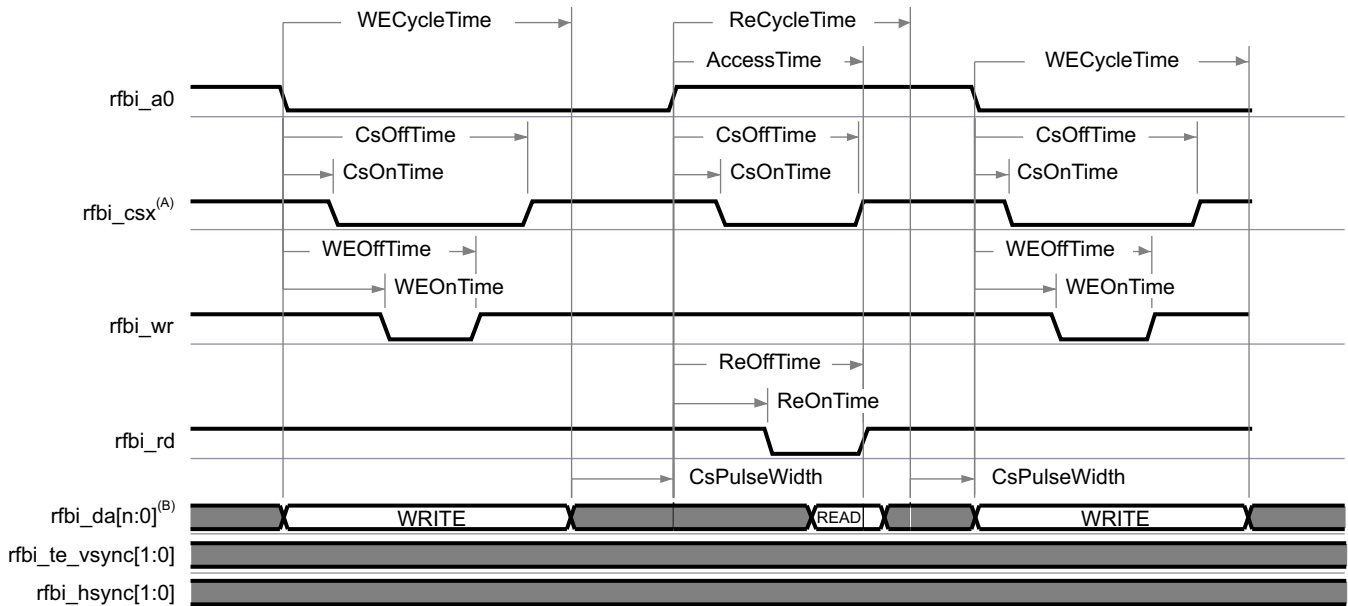 WECycleTime ReCycleTime
AccessTime WECycleTime
rfbi_a0
CsOffTime CsOffTime CsOffTime
CsOnTime CsOnTime CsOnTime
rfbi_csx(A)
WEOffTime WEOffTime
WEOnTime WEOnTime
rfbi_wr
ReOffTime
ReOnTime
rfbi_rd
CsPulseWidth CsPulseWidth
rfbi_da[n:0](B) WRITE READ WRITE
rfbi_te_vsync[1:0]
rfbi_hsync[1:0]